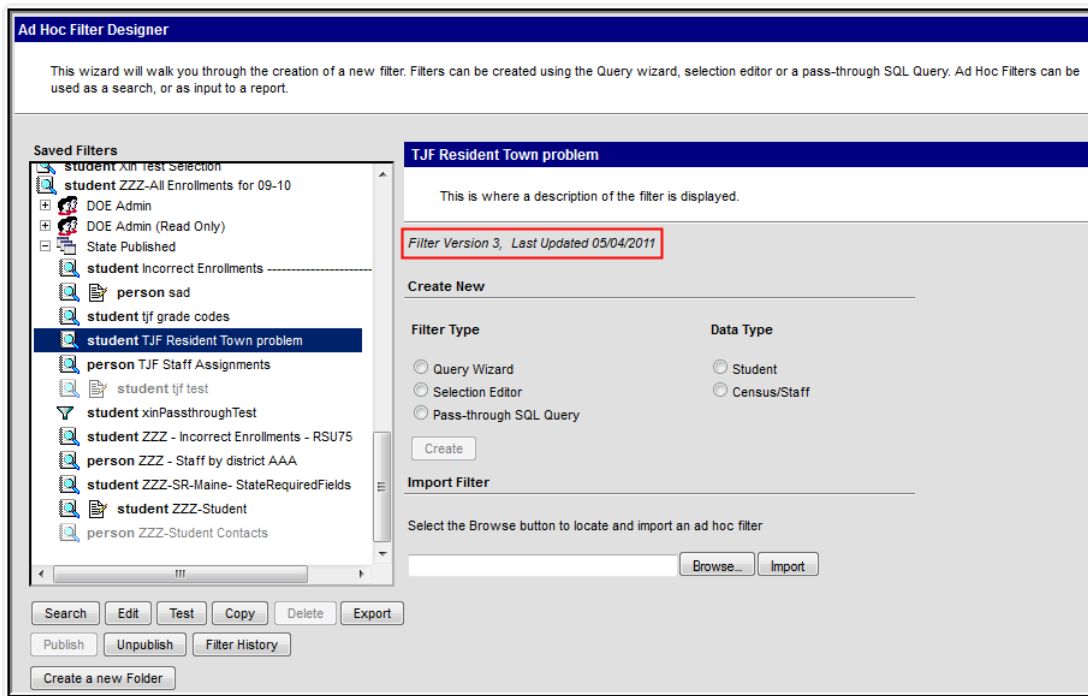 Ad Hoc Filter Designer
This wizard will walk you through the creation of a new filter. Filters can be created using the Query wizard, selection editor or a pass-through SQL Query. Ad Hoc Filters can be
used as a search, or as input to a report.
Saved Filters
student Xin Test Selection
student ZZZ-All Enrollments for 09-10
DOE Admin
DOE Admin (Read Only)
State Published
student Incorrect Enrollments -----------------------
person sad
student tjf grade codes
student TJF Resident Town problem
person TJF Staff Assignments
student tjf test
student xinPassthroughTest
student ZZZ - Incorrect Enrollments - RSU75
person ZZZ - Staff by district AAA
student ZZZ-SR-Maine- StateRequiredFields
student ZZZ-Student
person ZZZ-Student Contacts
Search Edit Test Copy Delete Export
Publish Unpublish Filter History
Create a new Folder
TJF Resident Town problem
This is where a description of the filter is displayed.
Filter Version 3, Last Updated 05/04/2011
Create New
Filter Type Data Type
Query Wizard Student
Selection Editor Census/Staff
Pass-through SQL Query
Create
Import Filter
Select the Browse button to locate and import an ad hoc filter
Browse... Import